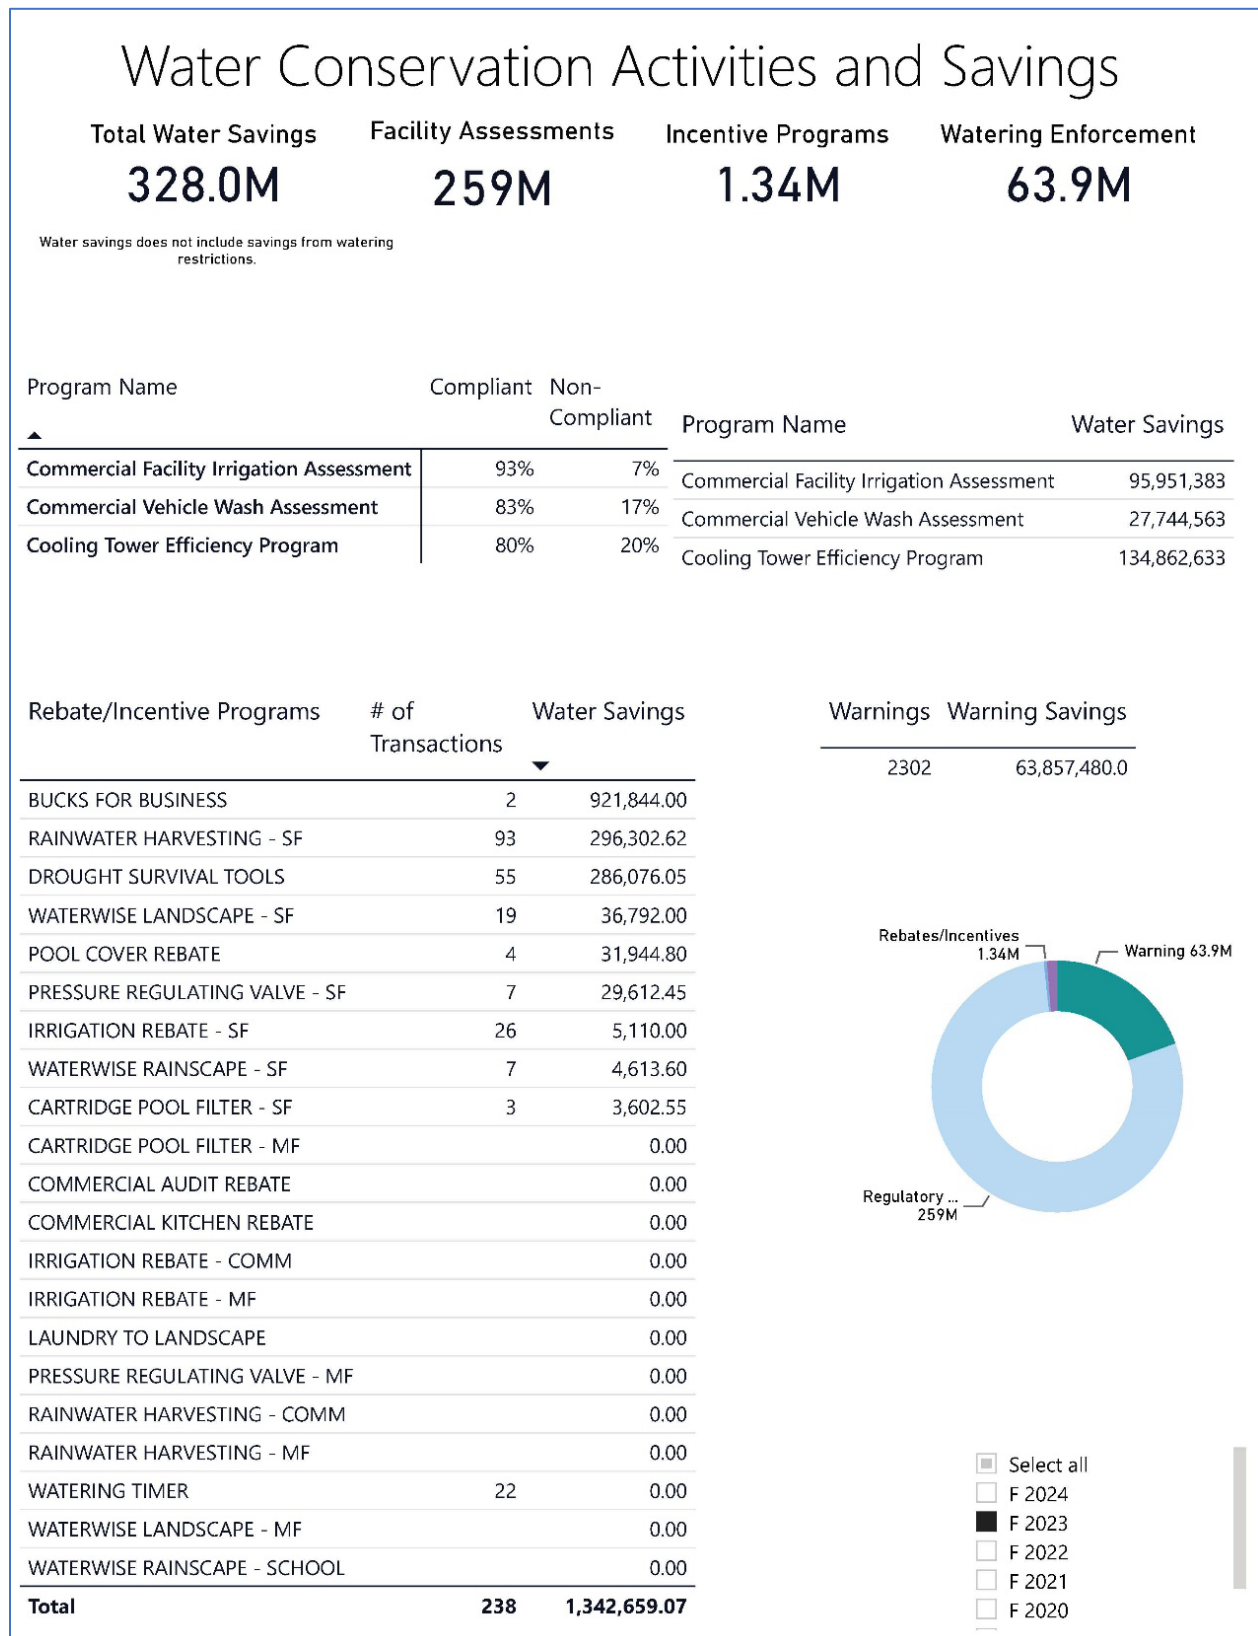 Water Conservation Activities and Savings
Total Water Savings
328.0M
Water savings does not include savings from watering
restrictions.
Facility Assessments
259M
Incentive Programs
1.34M
Watering Enforcement
63.9M
Program Name Compliant Non-
Compliant
Commercial Facility Irrigation Assessment 93% 7%
Commercial Vehicle Wash Assessment 83% 17%
Cooling Tower Efficiency Program 80% 20%
Program Name Water Savings
Commercial Facility Irrigation Assessment 95,951,383
Commercial Vehicle Wash Assessment 27,744,563
Cooling Tower Efficiency Program 134,862,633
Rebate/Incentive Programs # of Water Savings
Transactions
BUCKS FOR BUSINESS 2 921,844.00
RAINWATER HARVESTING - SF 93 296,302.62
DROUGHT SURVIVAL TOOLS 55 286,076.05
WATERWISE LANDSCAPE - SF 19 36,792.00
POOL COVER REBATE 4 31,944.80
PRESSURE REGULATING VALVE - SF 7 29,612.45
IRRIGATION REBATE - SF 26 5,110.00
WATERWISE RAINSCAPE - SF 7 4,613.60
CARTRIDGE POOL FILTER - SF 3 3,602.55
CARTRIDGE POOL FILTER - MF 0.00
COMMERCIAL AUDIT REBATE 0.00
COMMERCIAL KITCHEN REBATE 0.00
IRRIGATION REBATE - COMM 0.00
IRRIGATION REBATE - MF 0.00
LAUNDRY TO LANDSCAPE 0.00
PRESSURE REGULATING VALVE - MF 0.00
RAINWATER HARVESTING - COMM 0.00
RAINWATER HARVESTING - MF 0.00
WATERING TIMER 22 0.00
WATERWISE LANDSCAPE - MF 0.00
WATERWISE RAINSCAPE - SCHOOL 0.00
Total 238 1,342,659.07
Warnings Warning Savings
2302 63,857,480.0
Rebates/Incentives
1.34M
Warning 63.9M
Regulatory ...
259M
Select all
F 2024
F 2023
F 2022
F 2021
F 2020